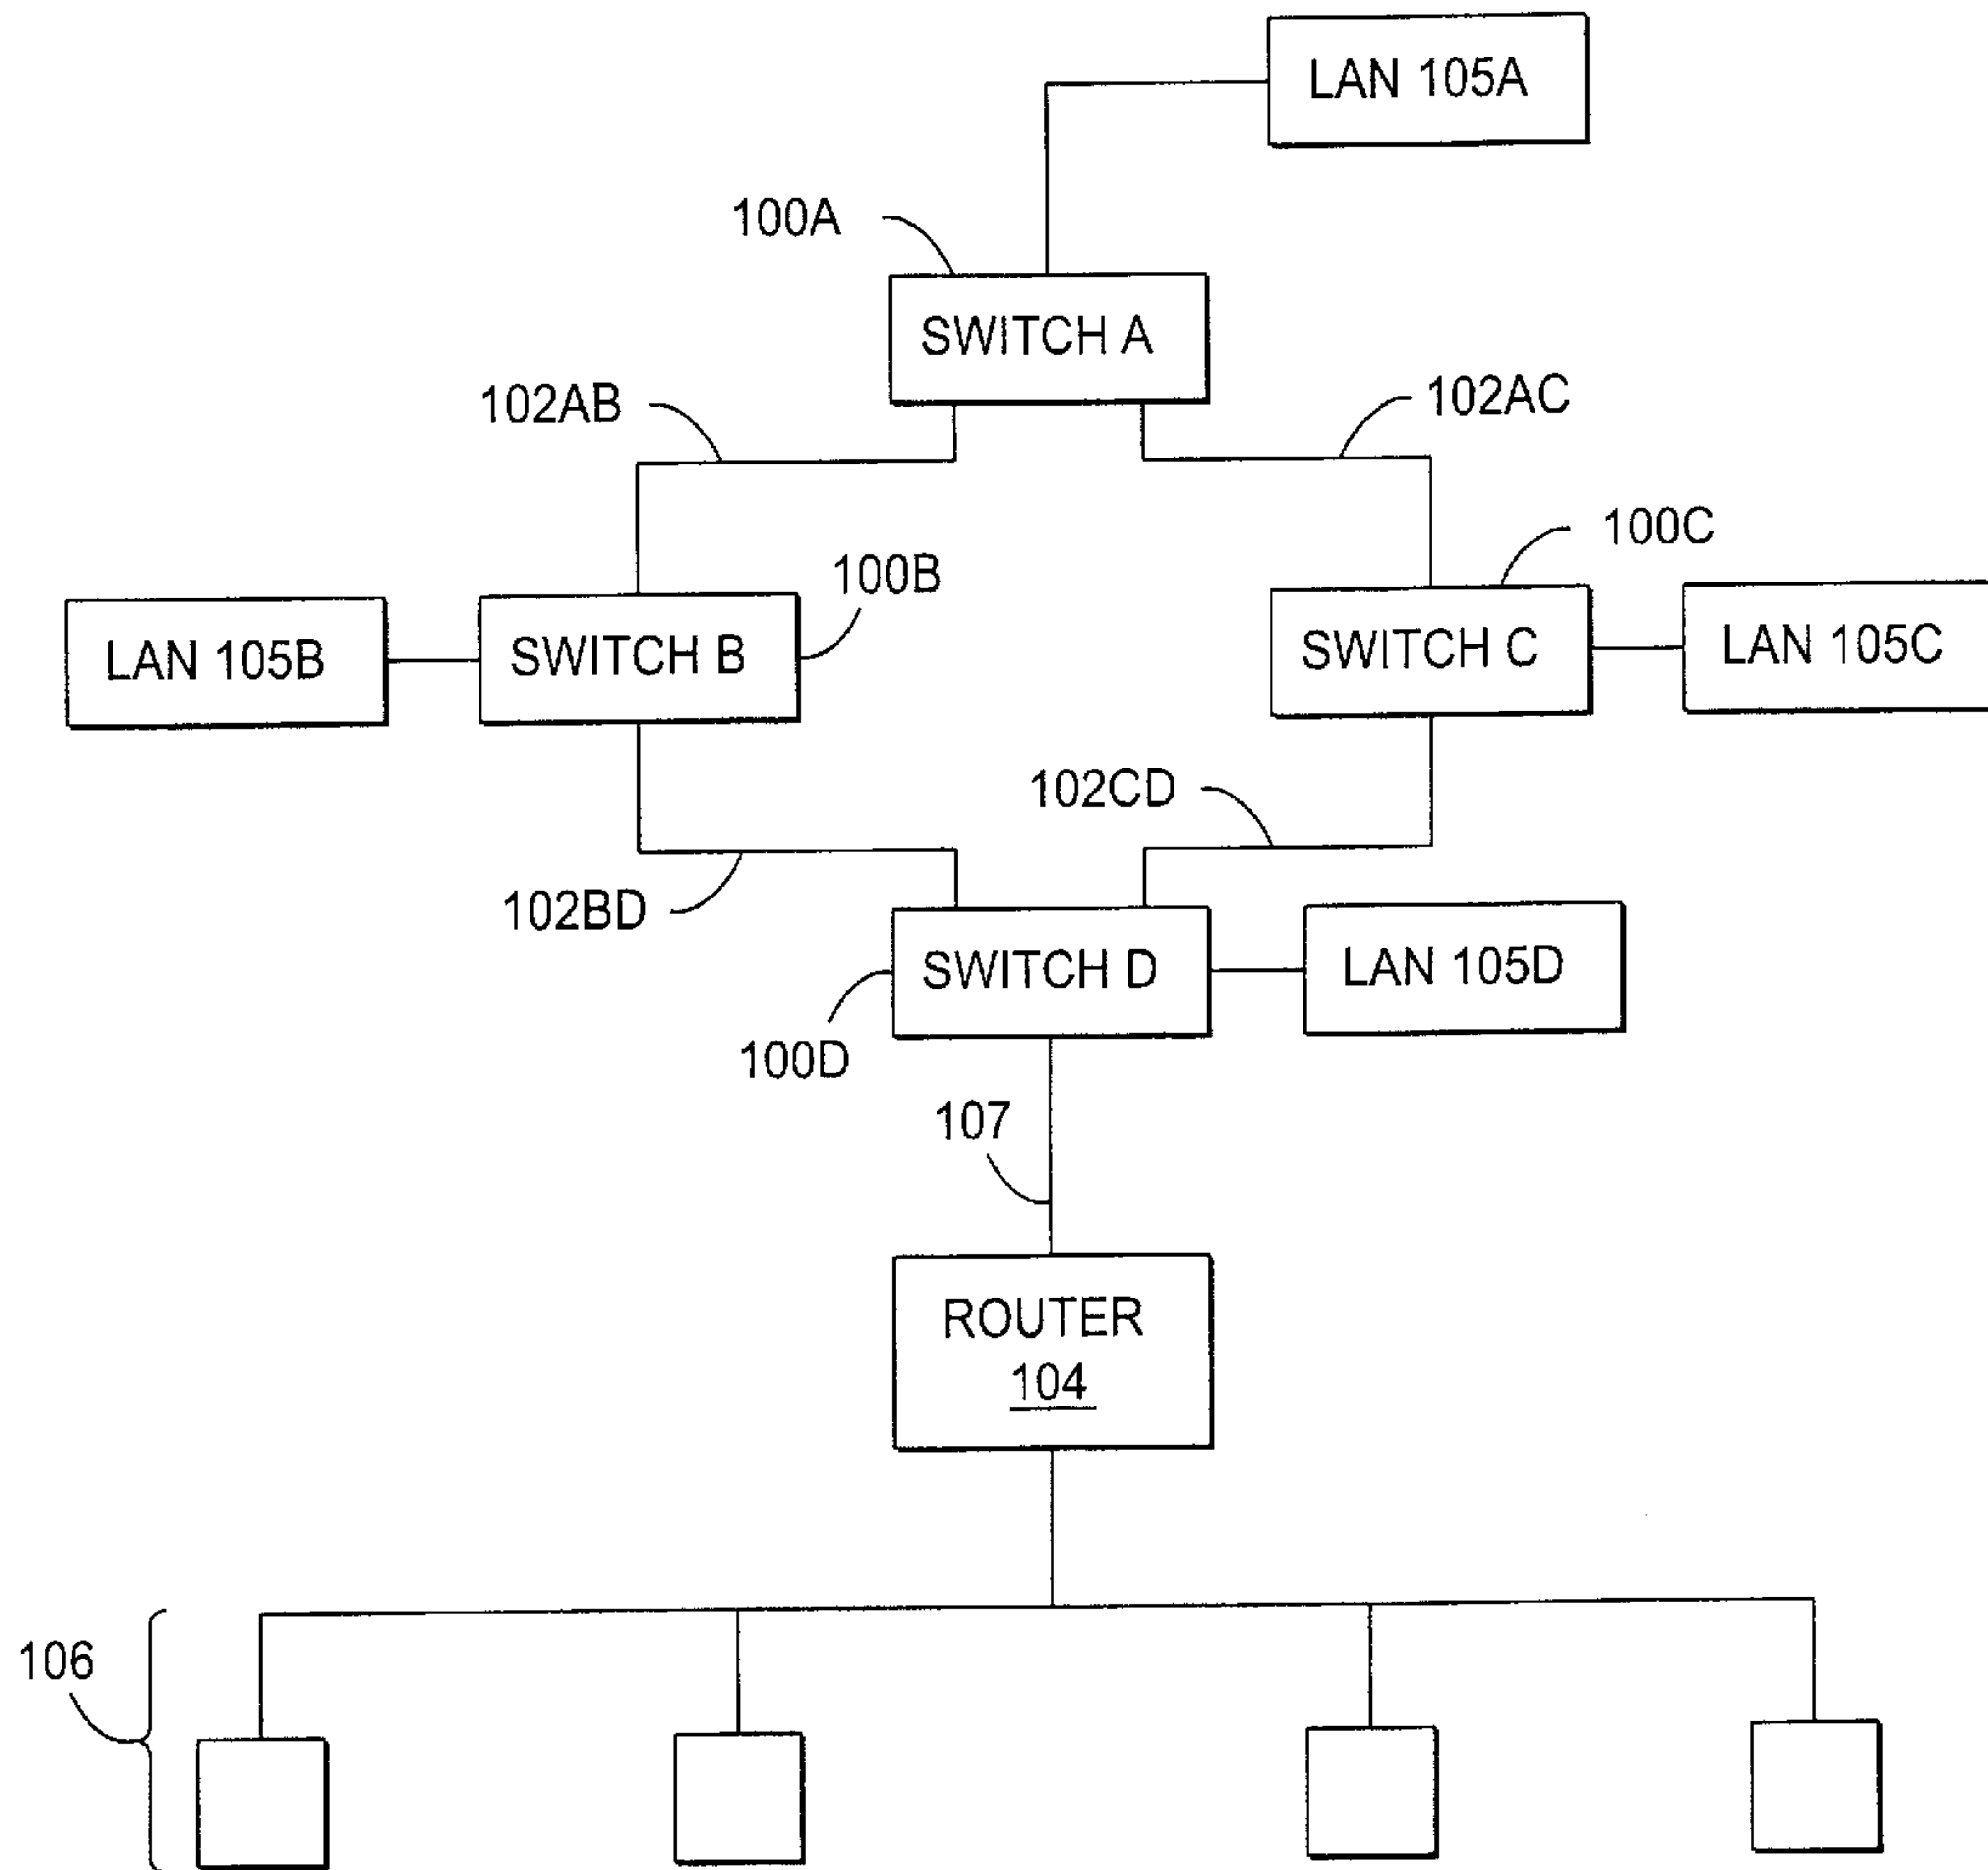 LAN 105A
100A
SWITCH A
102AB
102AC
100C
100B
LAN 105B
SWITCH B
SWITCH C
LAN 105C
102CD
102BD
SWITCH D
LAN 105D
100D
107
ROUTER
104
106